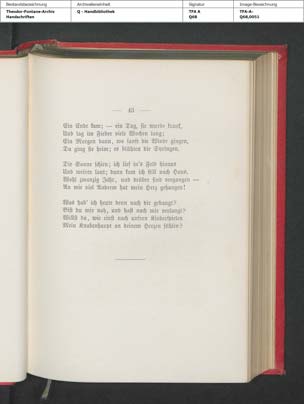 Bestandsbezeichnung
Theodor-Fontane-Archiv
Handschriften
Archivalieneinheit
Q - Handbibliothek
Signatur
TFA A
Q68
Image-Bezeichnung
TFA-A-
Q68,0051
— 43 —
Ein Ende kam; — ein Tag, sie wurde krank,
Und lag im Fieber viele Wochen lang;
Ein Morgen dann, wo sanft die Winde gingen,
Da ging sie heim; es blühten die Springen.
Die Sonne schien; ich lief in's Feld hinaus
Und weinte laut; dann kam ich still nach Haus.
Wohl zwanzig Jahr, und drüber sind vergangen —
An wie viel Andrem hat mein Herz gehangen!
Was hab' ich heute denn nach dir gebangt?
Bist du mir nah, und hast nach mir verlangt?
Willst du, wie einst nach unsren Kinderspielen
Mein Knabenhaupt an deinem Herzen fühlen?